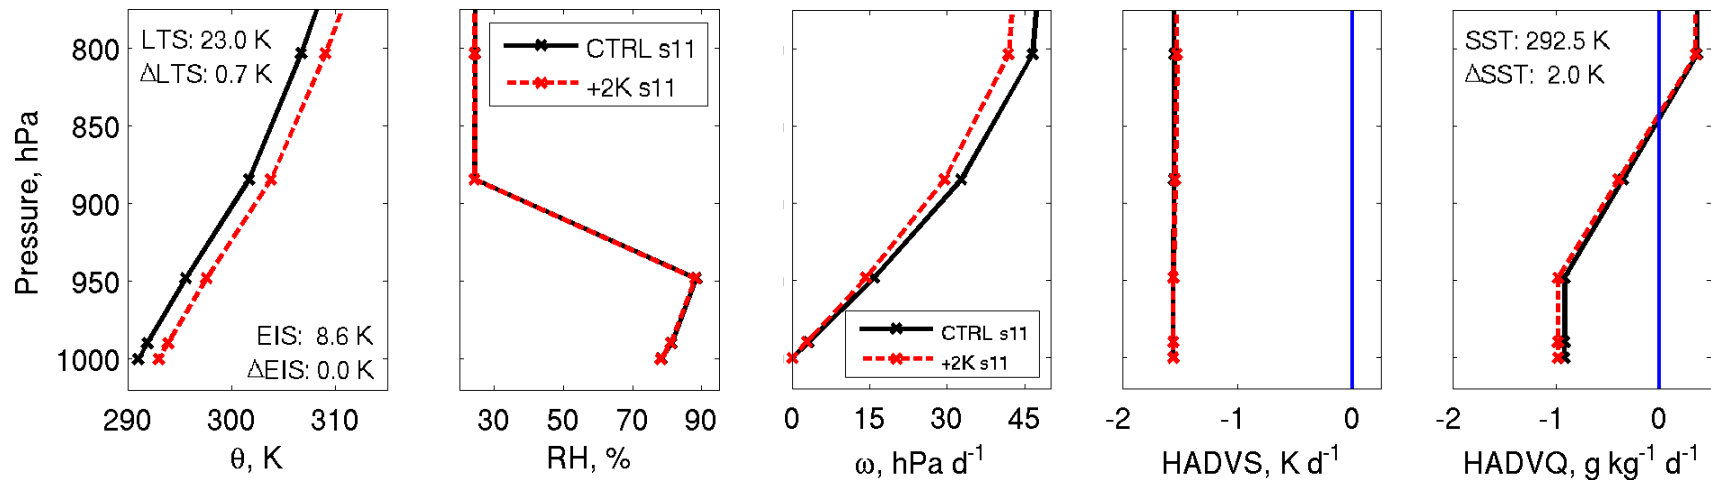 LTS: 23.0 K
ΔLTS: 0.7 K
EIS: 8.6 K
ΔEIS: 0.0 K
800
850
900
950
1000
Pressure, hPa
290 300 310
θ, K
CTRL s11
+2K s11
30 50 70 90
RH, %
CTRL s11
+2K s11
0 15 30 45
ω, hPa d⁻¹
-2 -1 0
HADVS, K d⁻¹
SST: 292.5 K
ΔSST: 2.0 K
-2 -1 0
HADVQ, g kg⁻¹ d⁻¹